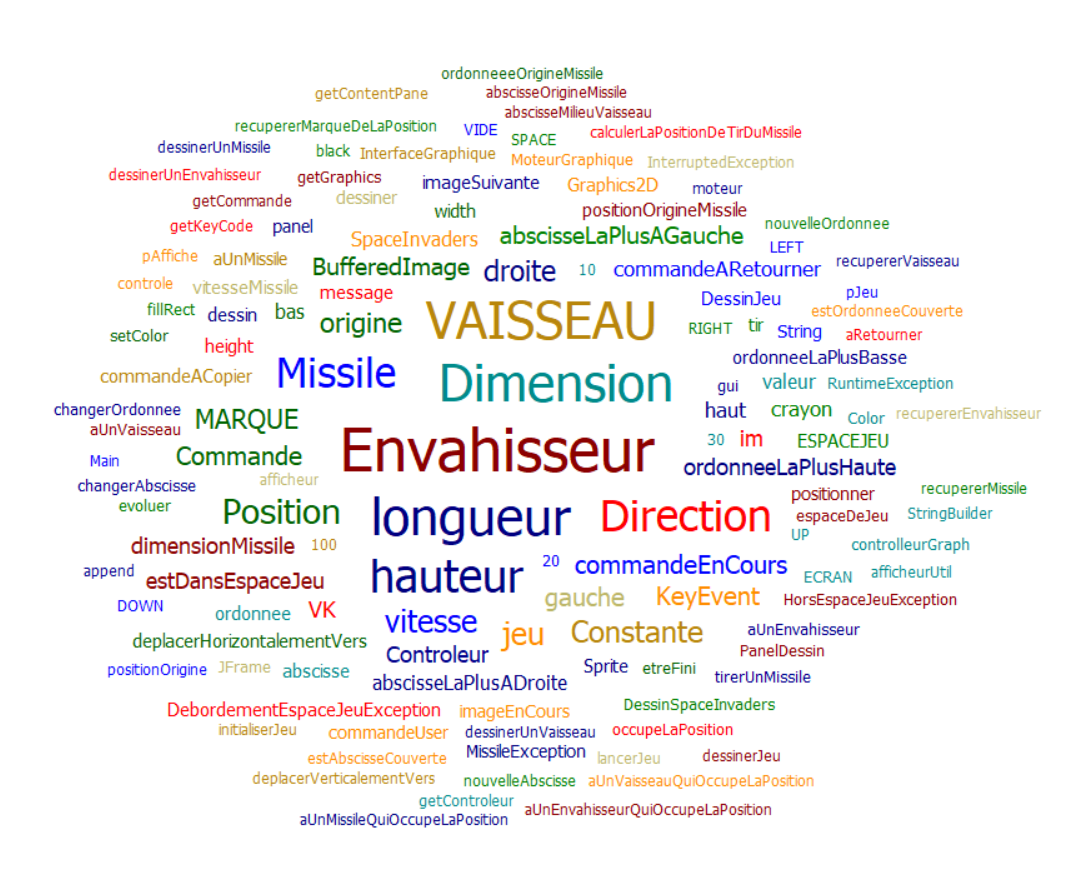 ordonneeeOrigineMissile
getContentPane
abscisseOrigineMissile
abscisseMilieuVaisseau
recupererMarqueDeLaPosition
VIDE
SPACE
calculerLaPositionDeTirDuMissile
dessinerUnMissile
black
InterfaceGraphique
MoteurGraphique
InterruptedException
dessinerUnEnvahisseur
getGraphics
imageSuivante
Graphics2D
moteur
getCommande
dessiner
width
positionOrigineMissile
getKeyCode
panel
SpaceInvaders
abscisseLaPlusAGauche
nouvelleOrdonnee
LEFT
pAffiche
aUnMissile
BufferedImage
droite
10
commandeARetourner
recupererVaisseau
controle
vitesseMissile
message
DessinJeu
pJeu
fillRect
dessin
bas
origine
VAISSEAU
RIGHT
tir
String
estOrdonneeCouverte
aRetourner
setColor
height
ordonneeLaPlusBasse
commandeACopier
Missile
Dimension
gui
valeur
RuntimeException
changerOrdonnee
MARQUE
haut
crayon
Color
recupererEnvahisseur
aUnVaisseau
Envahisseur
30
im
ESPACEJEU
Main
Commande
ordonneeLaPlusHaute
changerAbscisse
afficheur
positionner
recupererMissile
evoluer
Position
longueur
Direction
espaceDeJeu
StringBuilder
UP
dimensionMissile
100
controlleurGraph
append
estDansEspaceJeu
hauteur
20
commandeEnCours
ECRAN
afficheurUtil
DOWN
ordonnee
VK
gauche
KeyEvent
HorsEspaceJeuException
vitesse
jeu
Constante
aUnEnvahisseur
deplacerHorizontalementVers
Controleur
PanelDessin
positionOrigine
JFrame
abscisse
abscisseLaPlusADroite
Sprite
etreFini
tirerUnMissile
DebordementEspaceJeuException
imageEnCours
DessinSpaceInvaders
initialiserJeu
commandeUser
dessinerUnVaisseau
occupeLaPosition
estAbscisseCouverte
MissileException
lancerJeu
dessinerJeu
deplacerVerticalementVers
nouvelleAbscisse
aUnVaisseauQuiOccupeLaPosition
getControleur
aUnEnvahisseurQuiOccupeLaPosition
aUnMissileQuiOccupeLaPosition